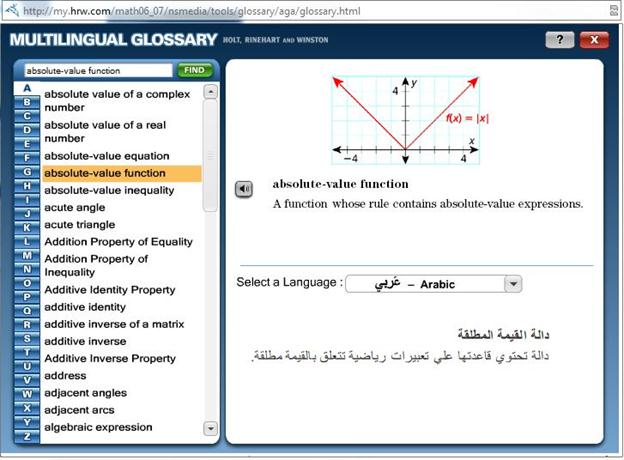 http://my.hrw.com/math06_07/nsmedia/tools/glossary/aga/glossary.html
MULTILINGUAL GLOSSARY HOLT, RINEHART AND WINSTON
? X
absolute-value function FIND
A
B
C
D
E
F
G
H
I
J
K
L
M
N
O
P
Q
R
S
T
U
V
W
X
Y
Z
absolute value of a complex
number
absolute value of a real
number
absolute-value equation
absolute-value function
absolute-value inequality
acute angle
acute triangle
Addition Property of Equality
Addition Property of
Inequality
Additive Identity Property
additive identity
additive inverse of a matrix
additive inverse
Additive Inverse Property
address
adjacent angles
adjacent arcs
algebraic expression
y
4
f(x) = |x|
x
−4 4
absolute-value function
A function whose rule contains absolute-value expressions.
Select a Language : عَربي – Arabic
دالة القيمة المطلقة
دالة تحتوي قاعدتها علي تعبيرات رياضية تتعلق بالقيمة مطلقة.